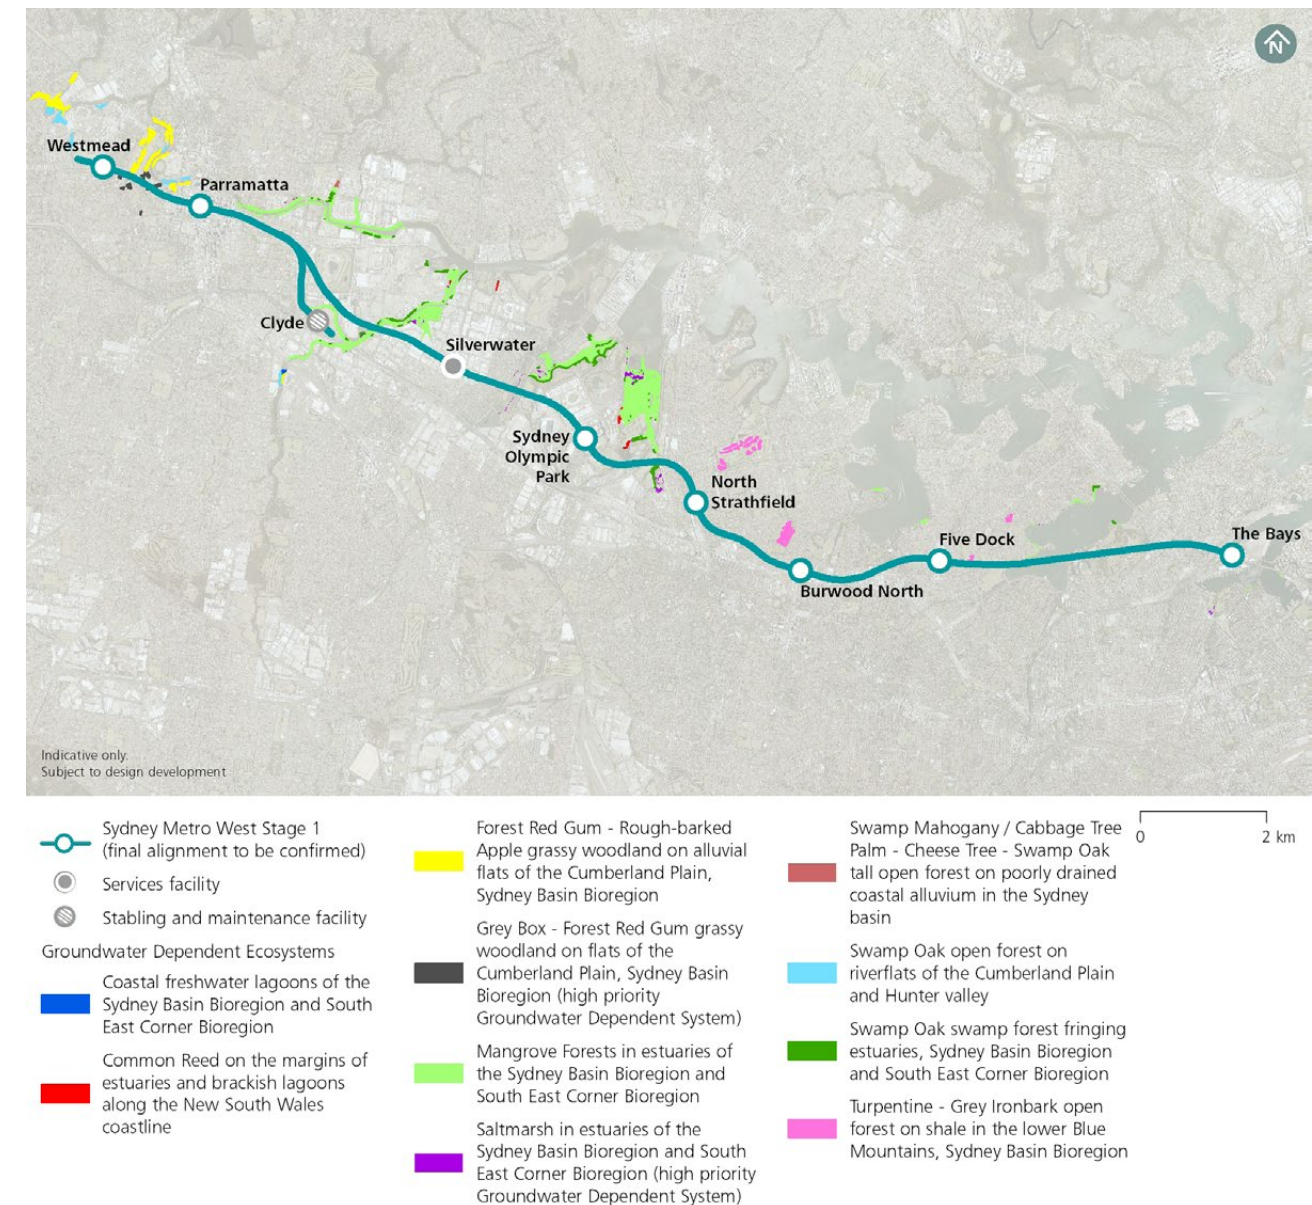 N
Westmead
Parramatta
Clyde
Silverwater
Sydney
Olympic
Park
North
Strathfield
Five Dock
The Bays
Burwood North
Indicative only.
Subject to design development
Sydney Metro West Stage 1
(final alignment to be confirmed)
Services facility
Stabling and maintenance facility
Groundwater Dependent Ecosystems
Coastal freshwater lagoons of the
Sydney Basin Bioregion and South
East Corner Bioregion
Common Reed on the margins of
estuaries and brackish lagoons
along the New South Wales
coastline
Forest Red Gum - Rough-barked
Apple grassy woodland on alluvial
flats of the Cumberland Plain,
Sydney Basin Bioregion
Grey Box - Forest Red Gum grassy
woodland on flats of the
Cumberland Plain, Sydney Basin
Bioregion (high priority
Groundwater Dependent System)
Mangrove Forests in estuaries of
the Sydney Basin Bioregion and
South East Corner Bioregion
Saltmarsh in estuaries of the
Sydney Basin Bioregion and South
East Corner Bioregion (high priority
Groundwater Dependent System)
Swamp Mahogany / Cabbage Tree
Palm - Cheese Tree - Swamp Oak
tall open forest on poorly drained
coastal alluvium in the Sydney
basin
Swamp Oak open forest on
riverflats of the Cumberland Plain
and Hunter valley
Swamp Oak swamp forest fringing
estuaries, Sydney Basin Bioregion
and South East Corner Bioregion
Turpentine - Grey Ironbark open
forest on shale in the lower Blue
Mountains, Sydney Basin Bioregion
0 2 km